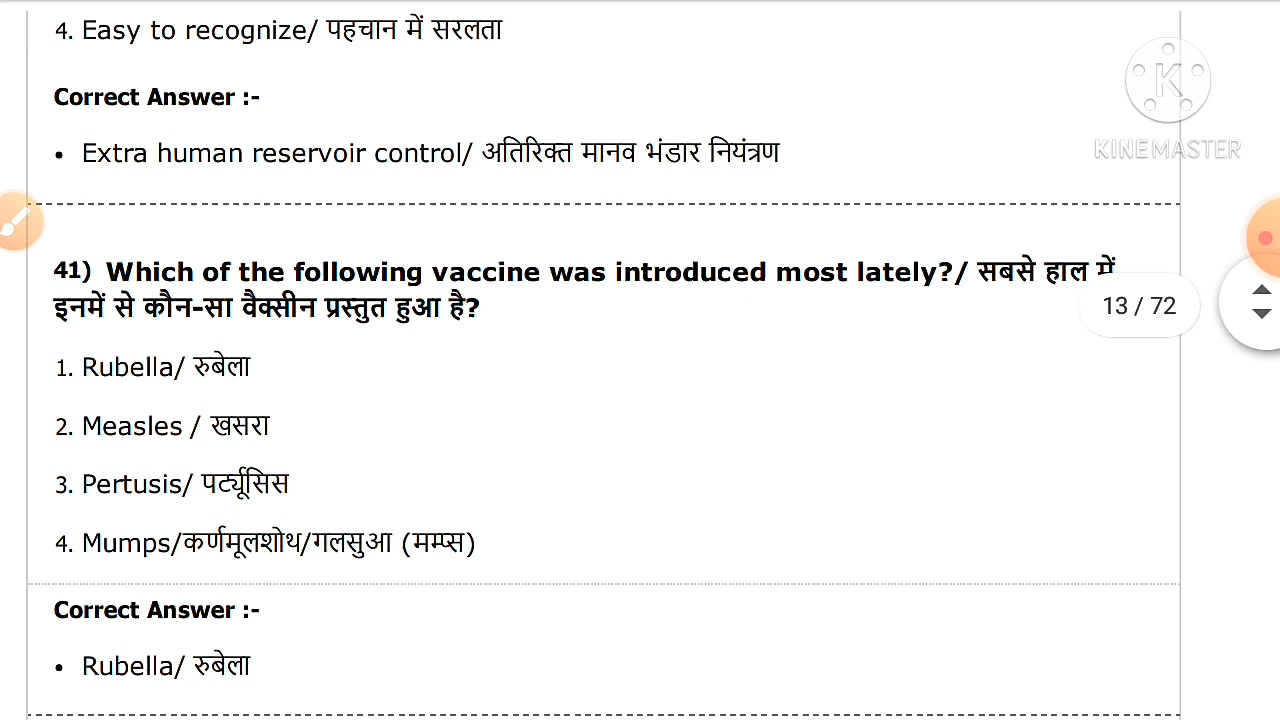 4. Easy to recognize/ पहचान में सरलता
Correct Answer :-
• Extra human reservoir control/ अतिरिक्त मानव भंडार नियंत्रण
K
KINEMASTER
41) Which of the following vaccine was introduced most lately?/ सबसे हाल में
इनमें से कौन-सा वैक्सीन प्रस्तुत हुआ है?
13 / 72
1. Rubella/ रुबेला
2. Measles / खसरा
3. Pertusis/ पर्ट्यूसिस
4. Mumps/कर्णमूलशोथ/गलसुआ (मम्प्स)
Correct Answer :-
• Rubella/ रुबेला